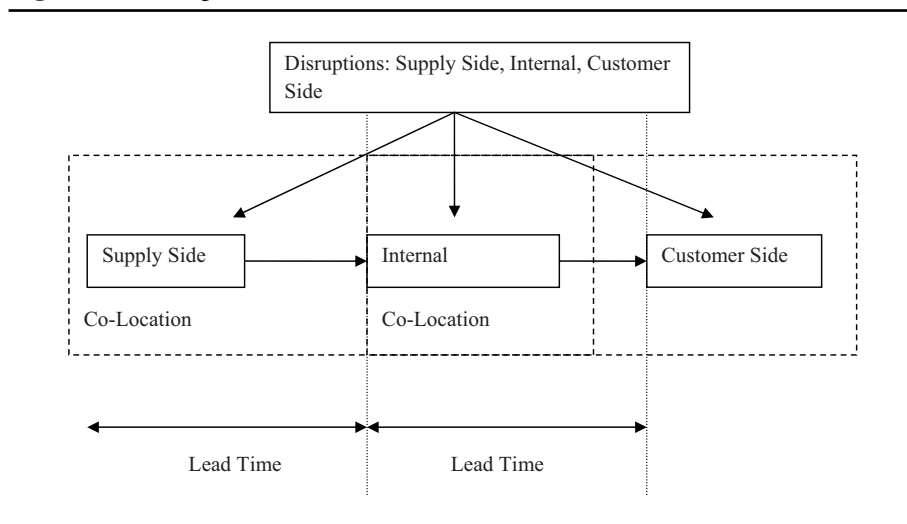 Disruptions: Supply Side, Internal, Customer
Side
Supply Side
Internal
Customer Side
Co-Location
Co-Location
Lead Time
Lead Time